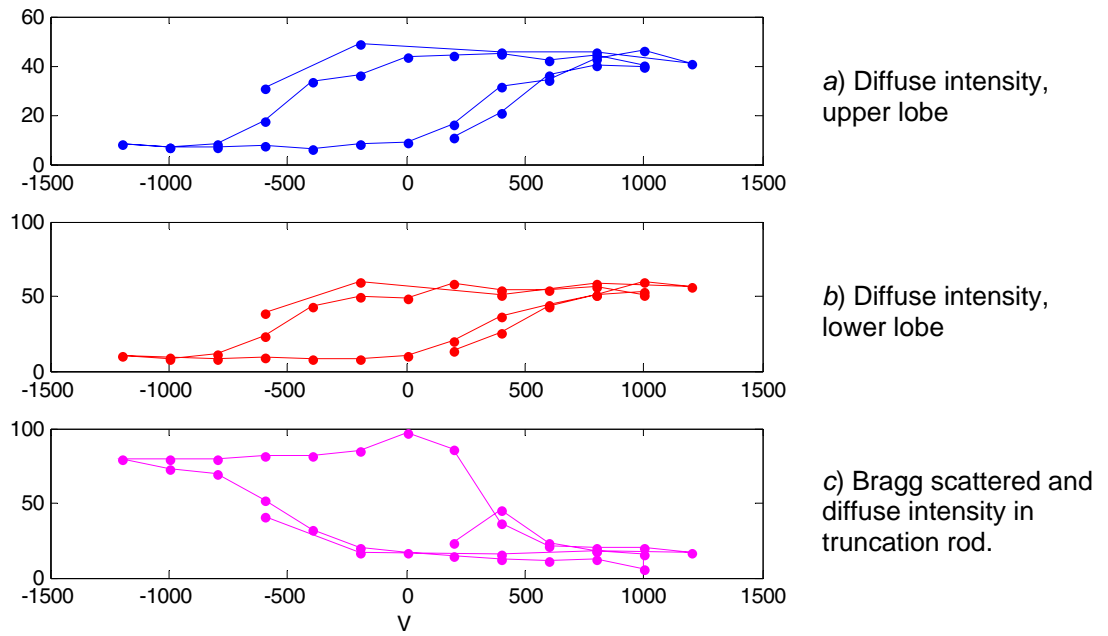 60
40
20
0
-1500 -1000 -500 0 500 1000 1500
a) Diffuse intensity,
upper lobe
100
50
0
-1500 -1000 -500 0 500 1000 1500
b) Diffuse intensity,
lower lobe
100
50
0
-1500 -1000 -500 0 500 1000 1500
V
c) Bragg scattered and
diffuse intensity in
truncation rod.